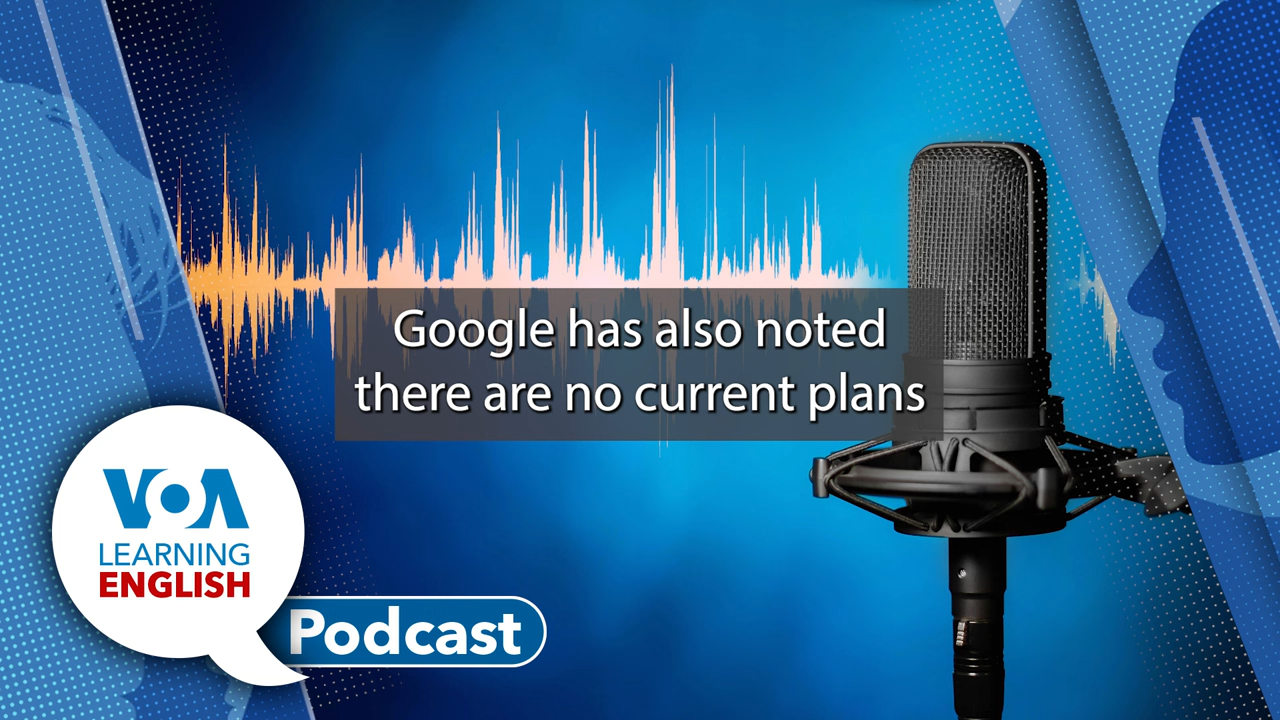 Google has also noted
there are no current plans
VOA
LEARNING
ENGLISH
Podcast